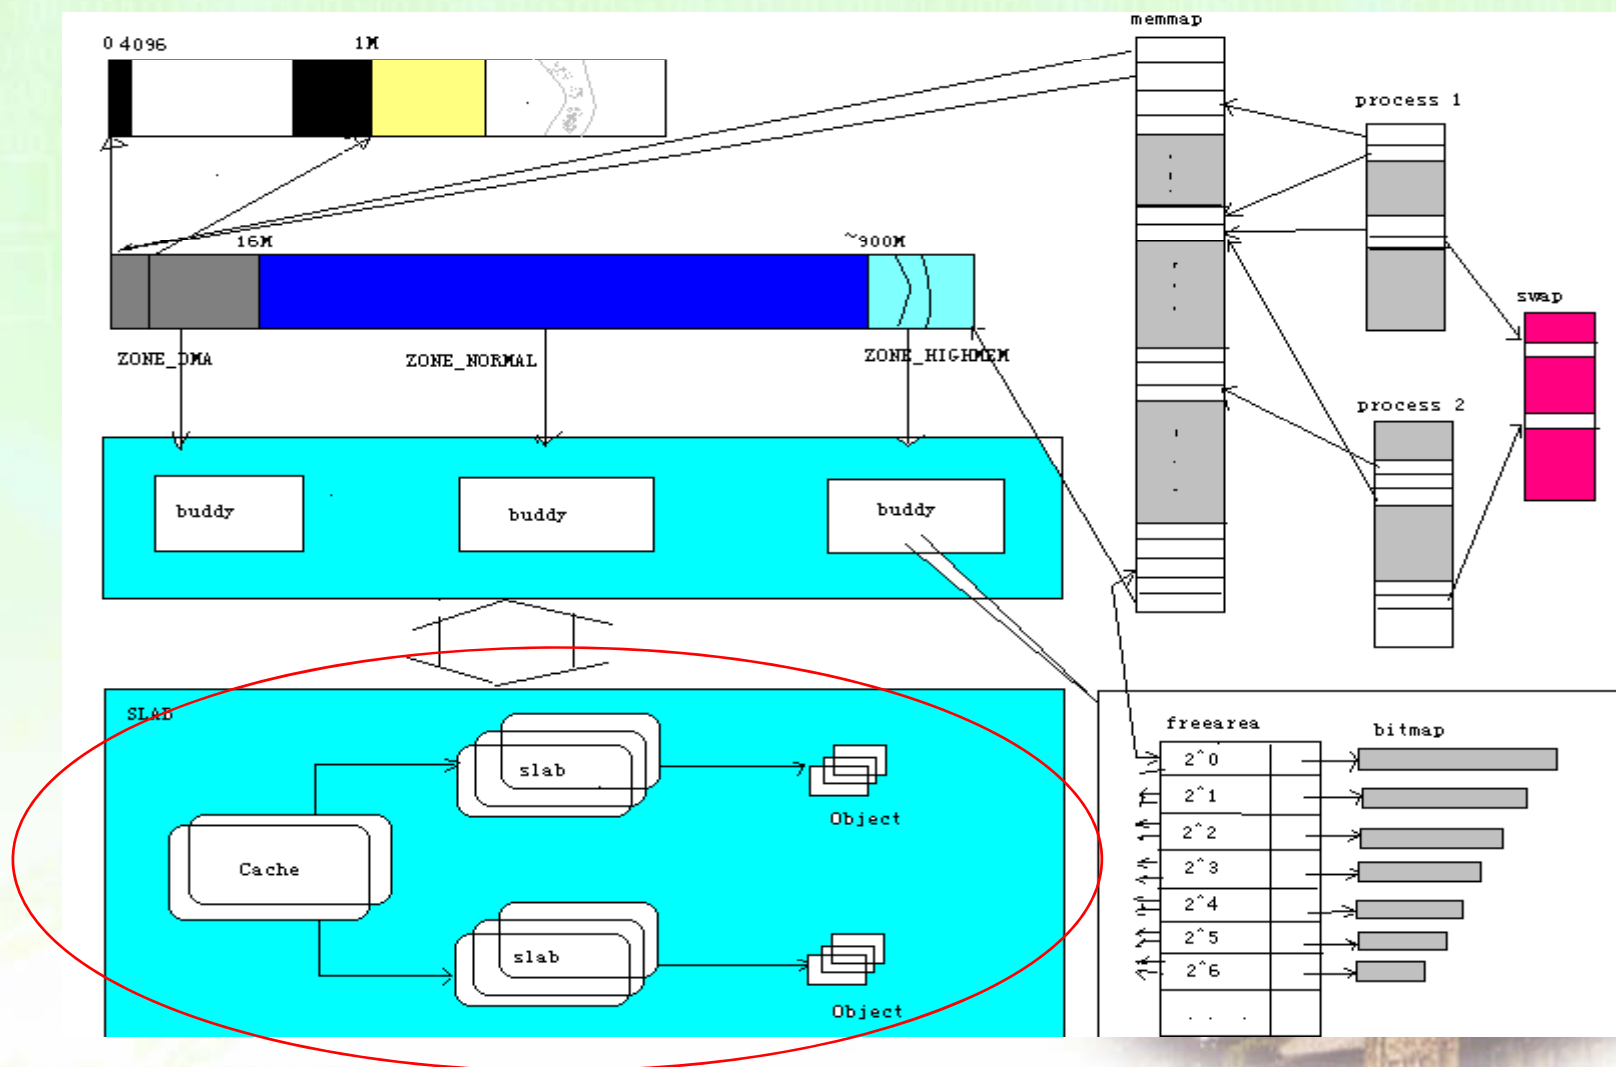 memmap
0 4096
1M
process 1
16M
~900M
swap
ZONE_DMA
ZONE_NORMAL
ZONE_HIGHMEM
process 2
buddy
buddy
buddy
SLAB
freearea
bitmap
2^0
slab
2^1
Object
2^2
Cache
2^3
2^4
2^5
slab
2^6
Object
. . .